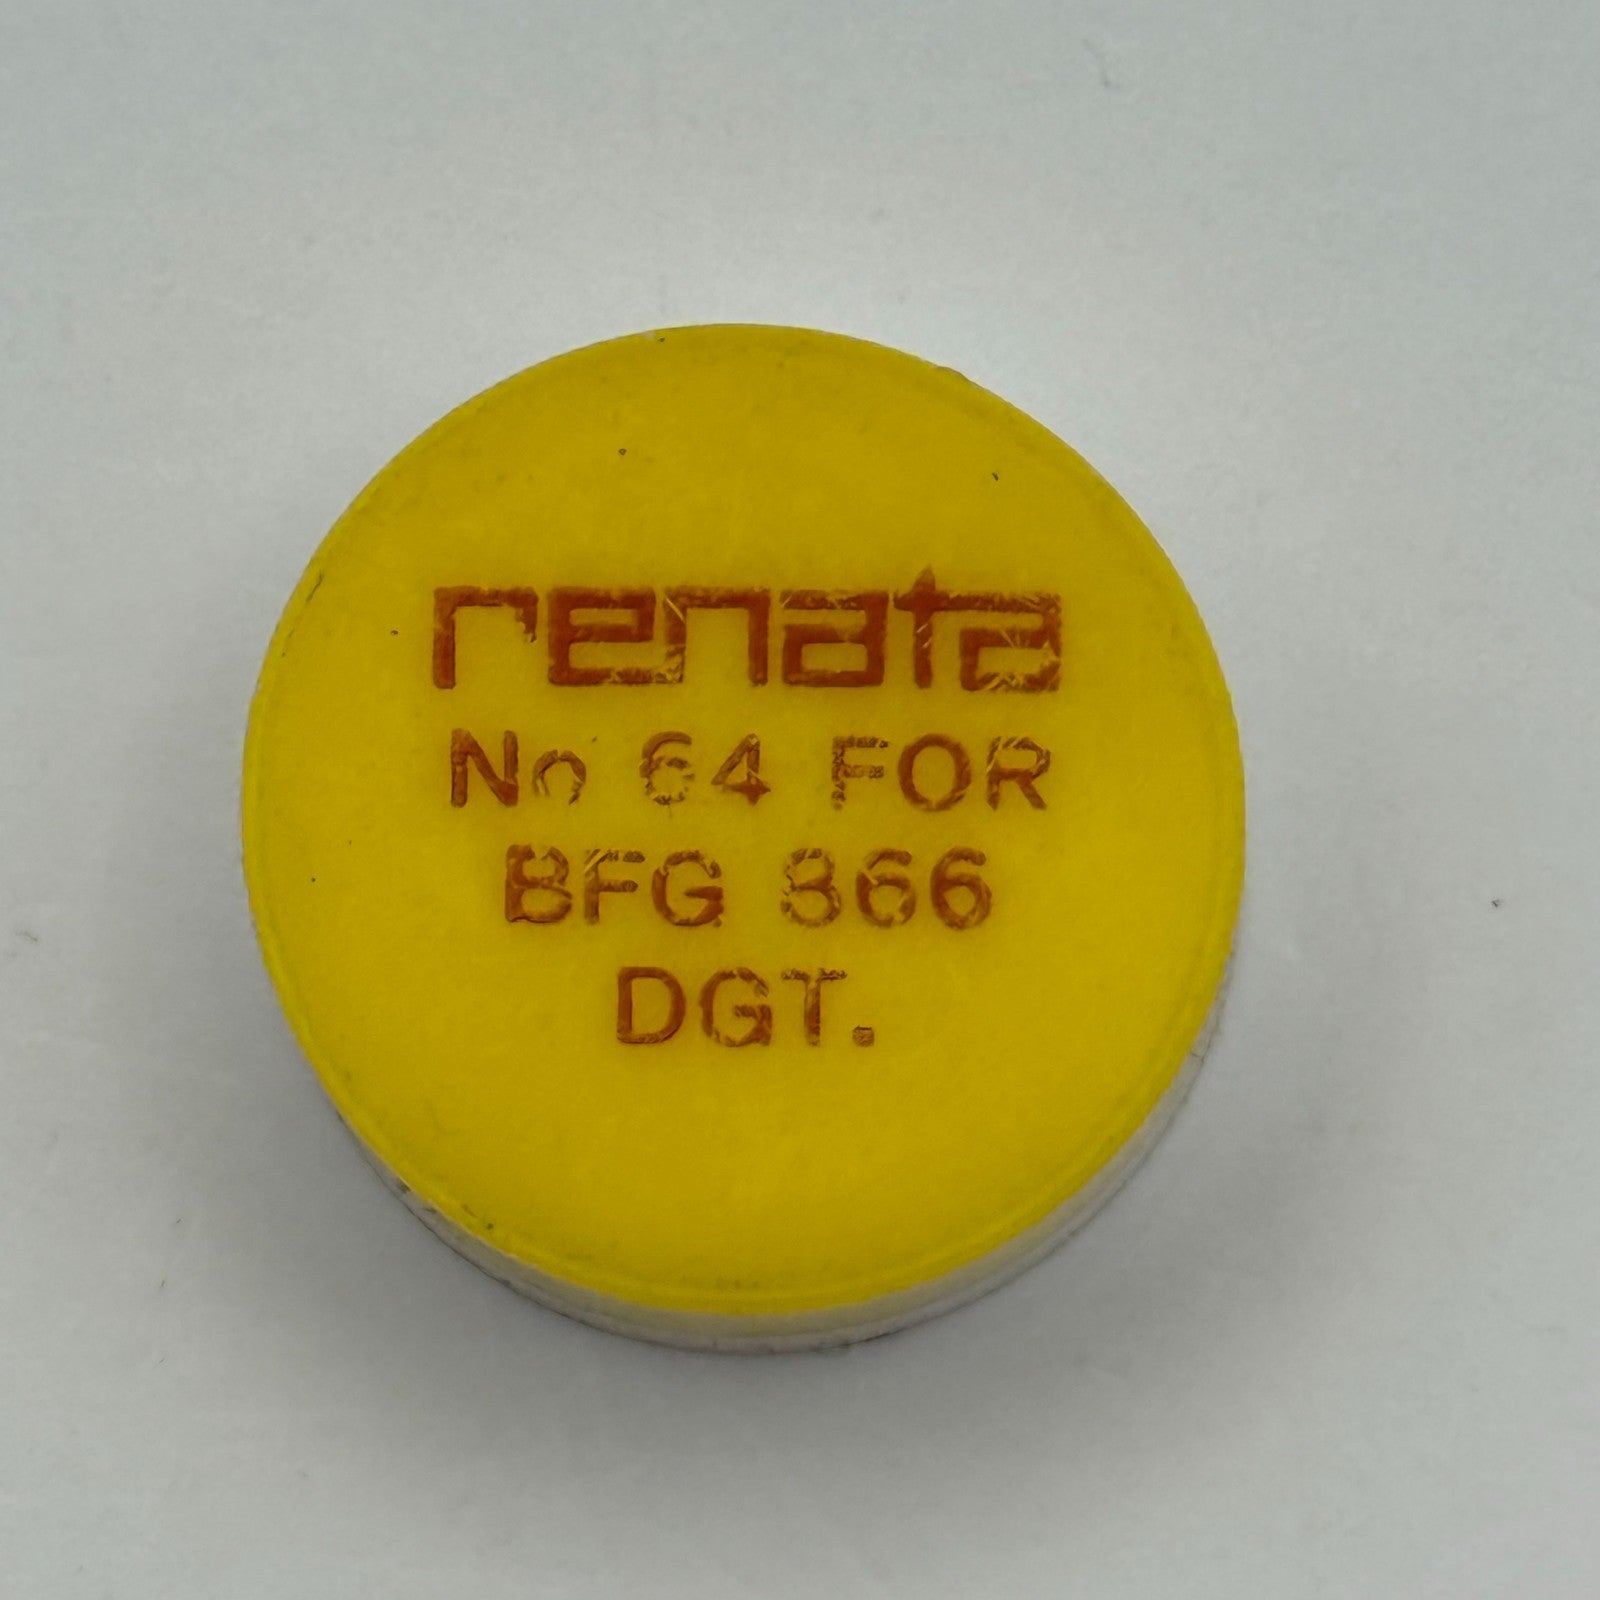 renata
No 64 FOR
BFG 866
DGT.